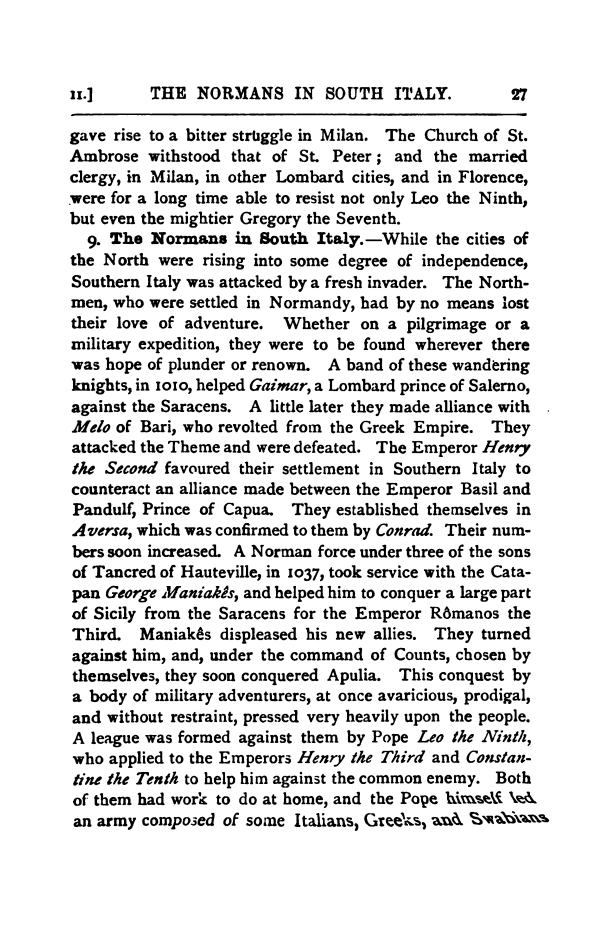 II.] THE NORMANS IN SOUTH ITALY. 27
gave rise to a bitter struggle in Milan. The Church of St.
Ambrose withstood that of St. Peter; and the married
clergy, in Milan, in other Lombard cities, and in Florence,
were for a long time able to resist not only Leo the Ninth,
but even the mightier Gregory the Seventh.
9. The Normans in South Italy.—While the cities of
the North were rising into some degree of independence,
Southern Italy was attacked by a fresh invader. The North-
men, who were settled in Normandy, had by no means lost
their love of adventure. Whether on a pilgrimage or a
military expedition, they were to be found wherever there
was hope of plunder or renown. A band of these wandering
knights, in 1010, helped Gaimar, a Lombard prince of Salerno,
against the Saracens. A little later they made alliance with
Melo of Bari, who revolted from the Greek Empire. They
attacked the Theme and were defeated. The Emperor Henry
the Second favoured their settlement in Southern Italy to
counteract an alliance made between the Emperor Basil and
Pandulf, Prince of Capua. They established themselves in
Aversa, which was confirmed to them by Conrad. Their num-
bers soon increased. A Norman force under three of the sons
of Tancred of Hauteville, in 1037, took service with the Cata-
pan George Maniakês, and helped him to conquer a large part
of Sicily from the Saracens for the Emperor Rômanos the
Third. Maniakês displeased his new allies. They turned
against him, and, under the command of Counts, chosen by
themselves, they soon conquered Apulia. This conquest by
a body of military adventurers, at once avaricious, prodigal,
and without restraint, pressed very heavily upon the people.
A league was formed against them by Pope Leo the Ninth,
who applied to the Emperors Henry the Third and Constan-
tine the Tenth to help him against the common enemy. Both
of them had work to do at home, and the Pope himself led
an army composed of some Italians, Greeks, and Swabians